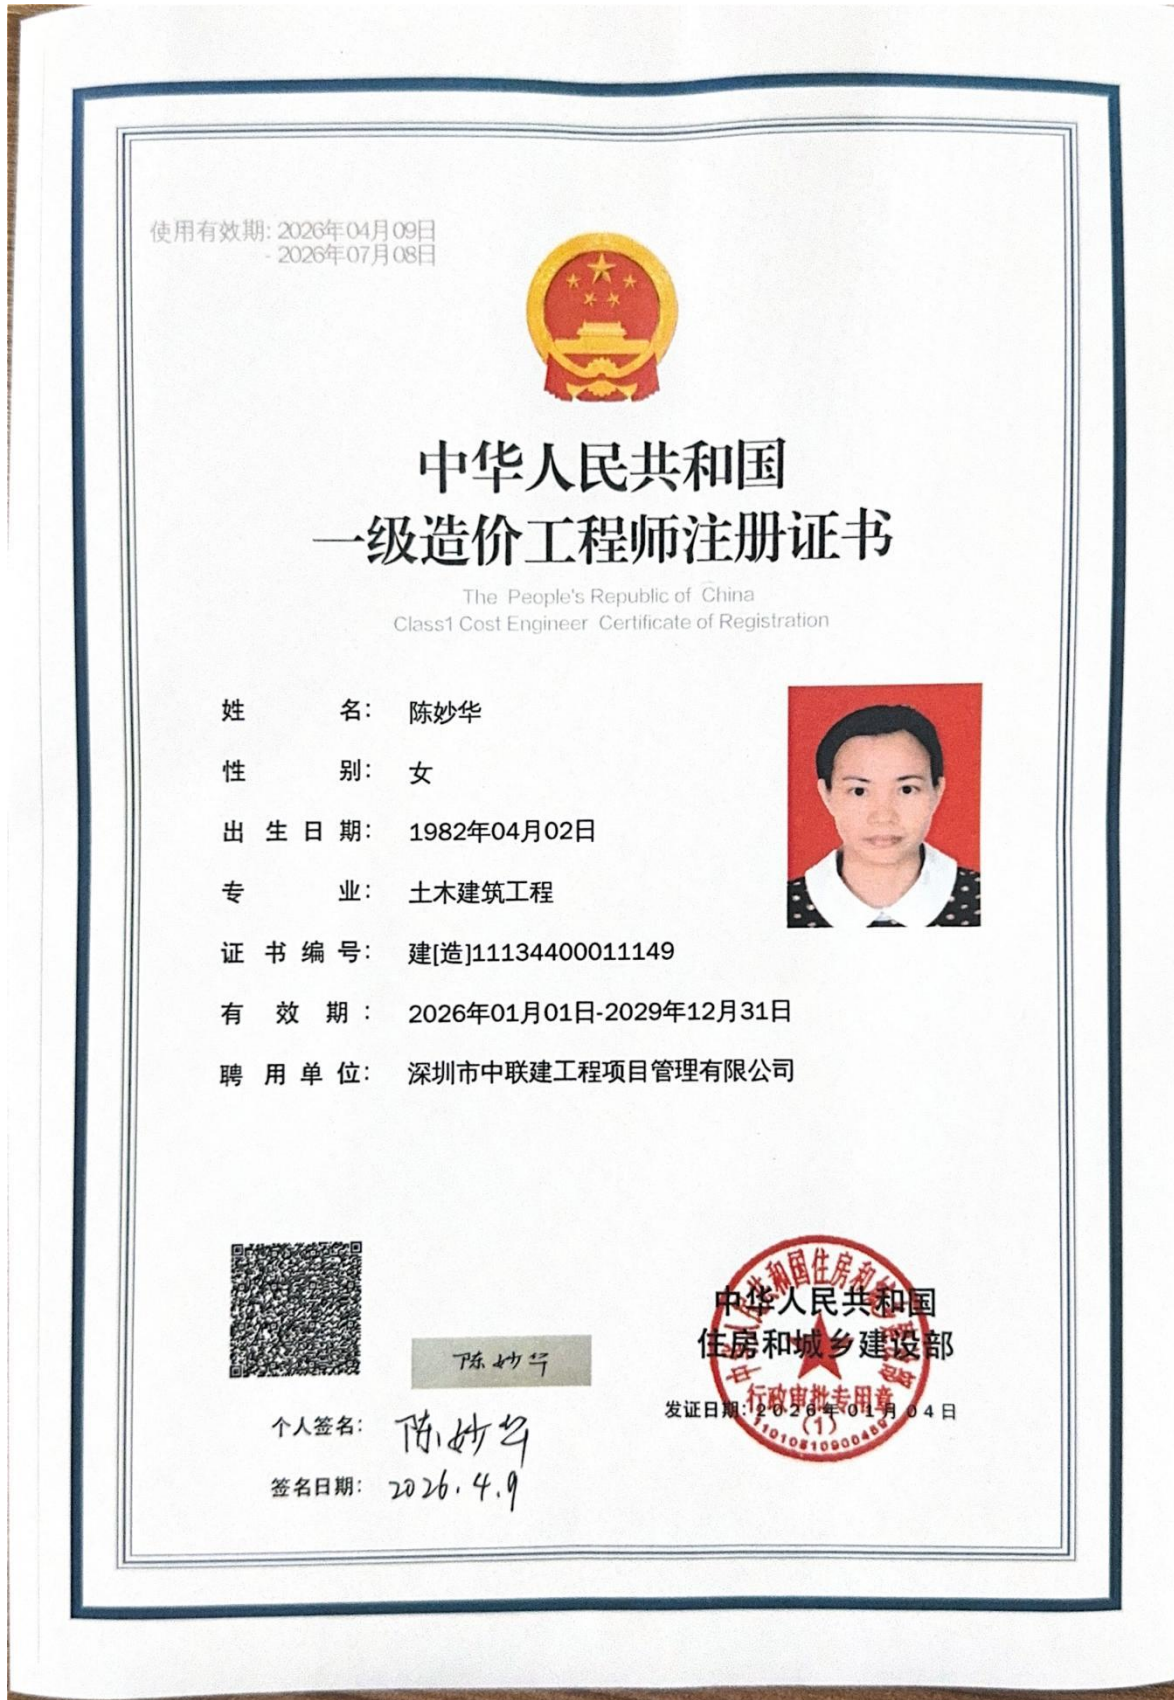 使用有效期: 2026年04月09日
- 2026年07月08日
中华人民共和国
一级造价工程师注册证书
The People's Republic of China
Class1 Cost Engineer Certificate of Registration
姓名: 陈妙华
性别: 女
出生日期: 1982年04月02日
专业: 土木建筑工程
证书编号: 建[造]11134400011149
有效期: 2026年01月01日-2029年12月31日
聘用单位: 深圳市中联建工程项目管理有限公司
陈妙华
个人签名: 陈妙华
签名日期: 2026.4.9
中华人民共和国
住房和城乡建设部
行政审批专用章
发证日期: 2026年01月04日
(1)